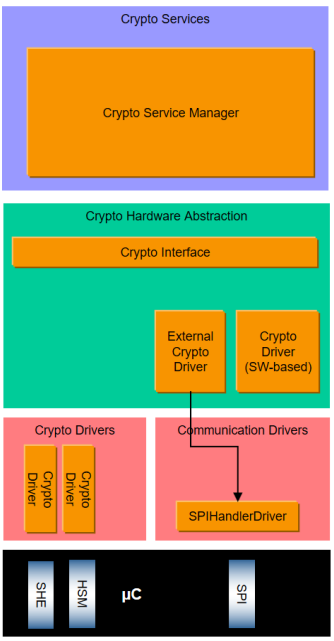 Crypto Services
Crypto Service Manager
Crypto Hardware Abstraction
Crypto Interface
External
Crypto
Driver
Crypto
Driver
(SW-based)
Crypto Drivers
Communication Drivers
Crypto
Driver
Crypto
Driver
SPIHandlerDriver
SHE
HSM
µC
SPI